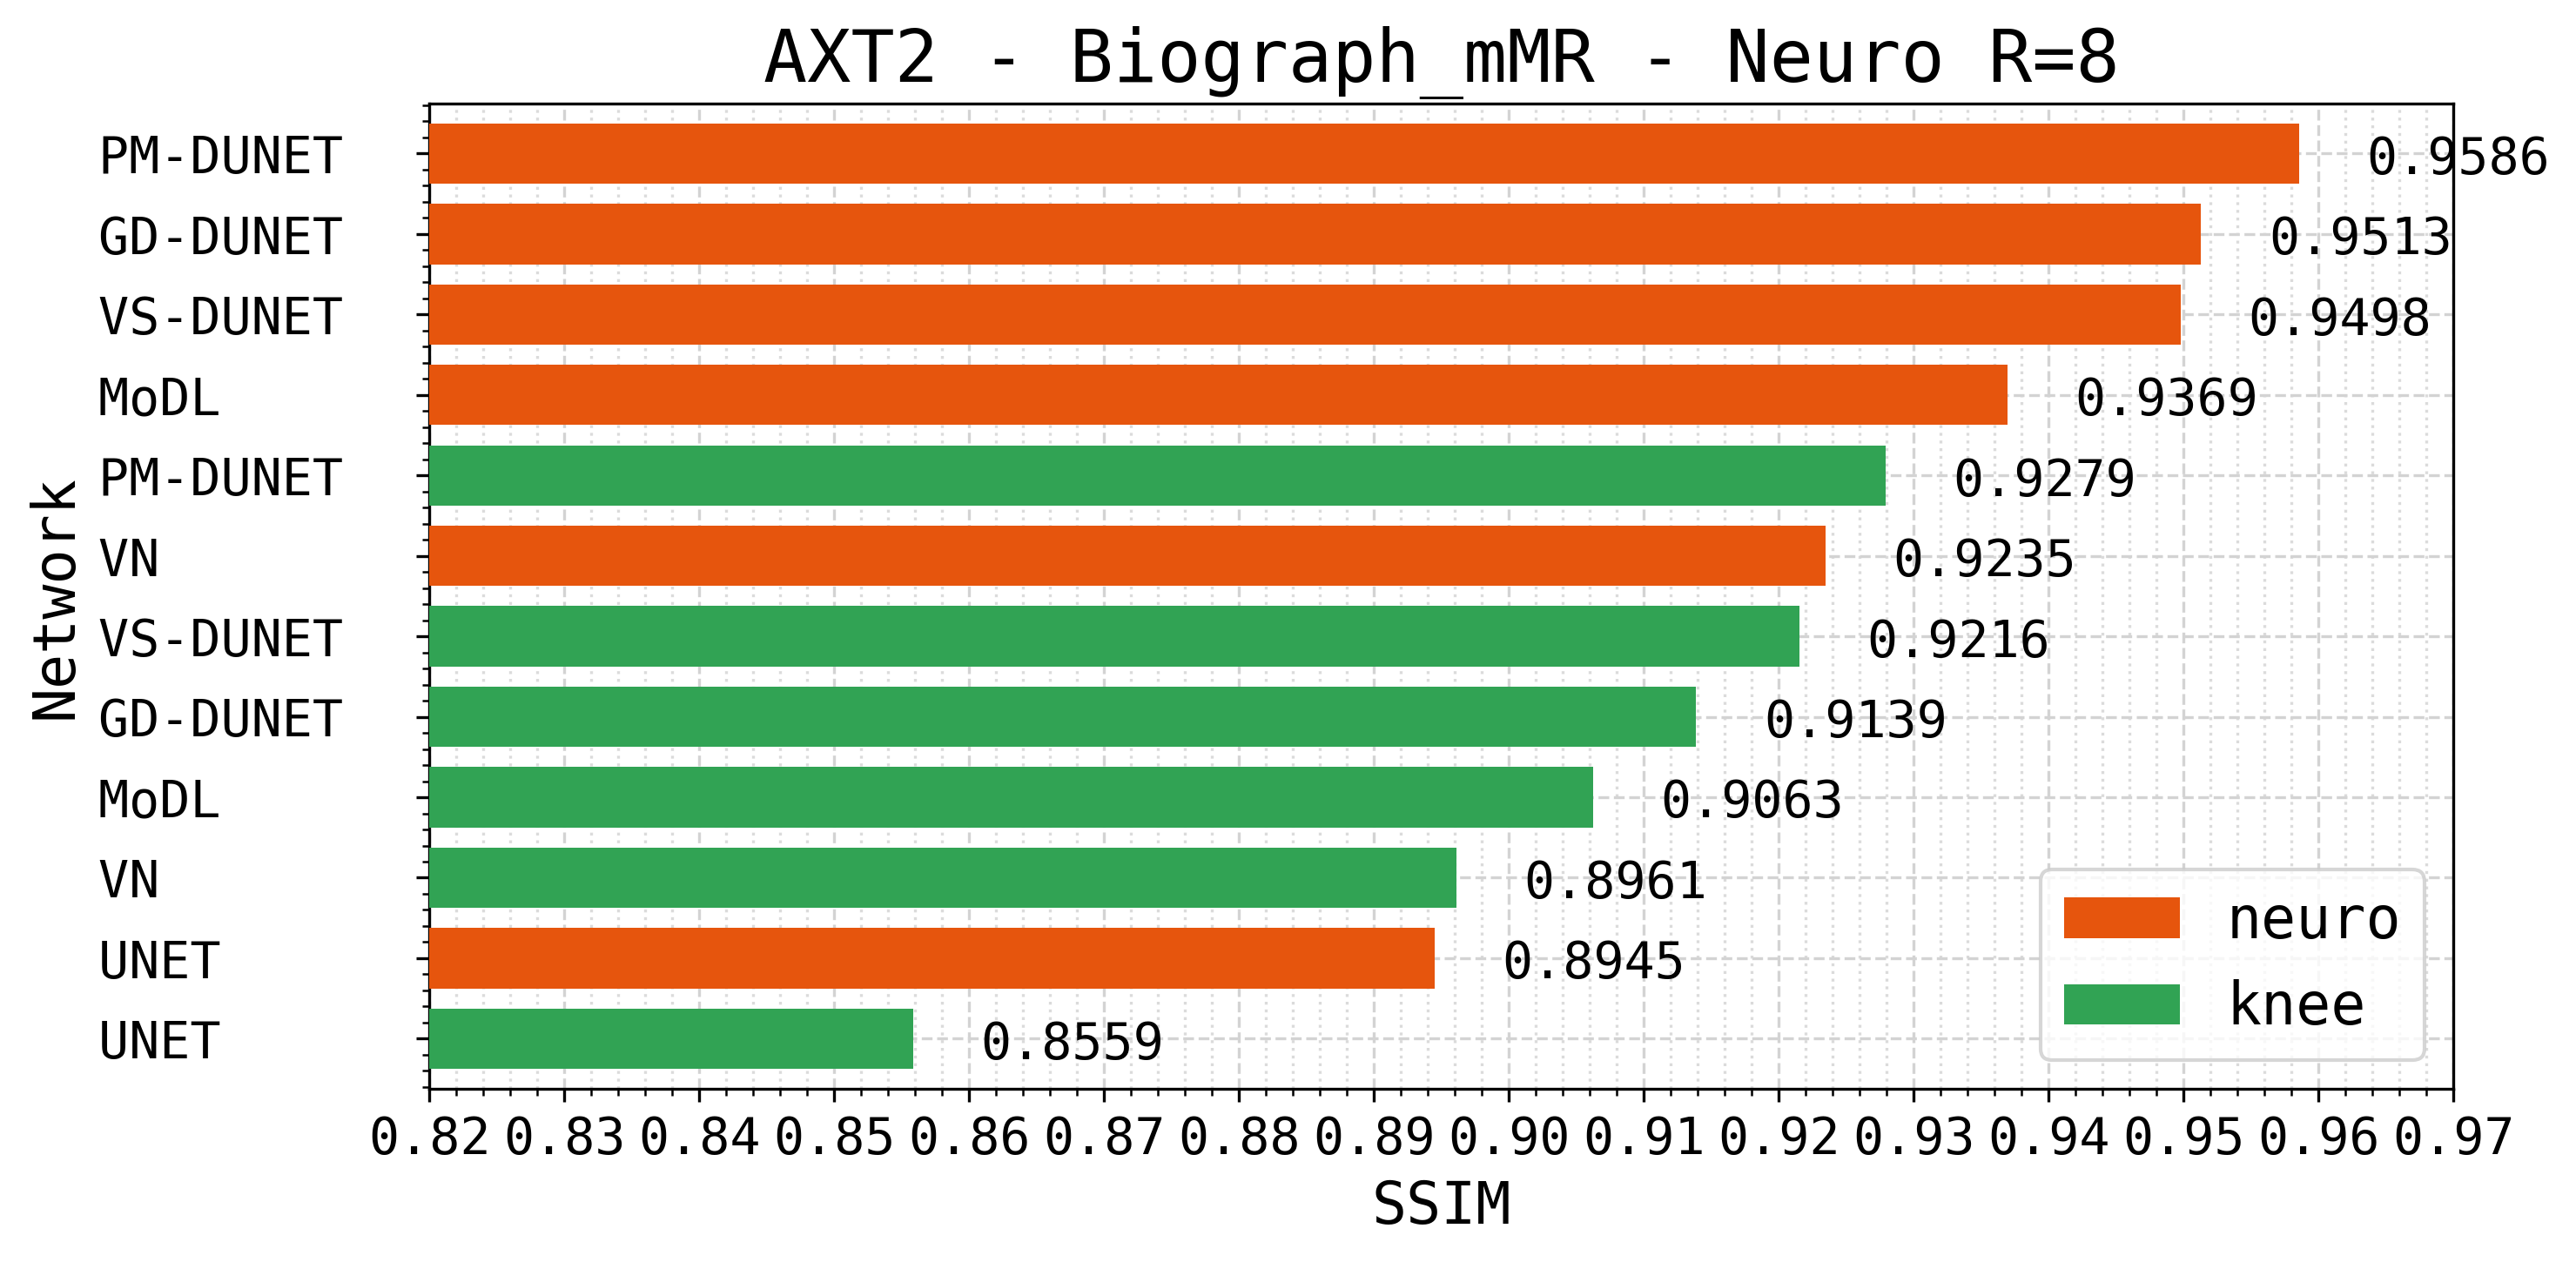 AXT2 - Biograph_mMR - Neuro R=8
Network
PM-DUNET 0.9586
GD-DUNET 0.9513
VS-DUNET 0.9498
MoDL 0.9369
PM-DUNET 0.9279
VN 0.9235
VS-DUNET 0.9216
GD-DUNET 0.9139
MoDL 0.9063
VN 0.8961
UNET 0.8945
UNET 0.8559
neuro
knee
0.82 0.83 0.84 0.85 0.86 0.87 0.88 0.89 0.90 0.91 0.92 0.93 0.94 0.95 0.96 0.97
SSIM